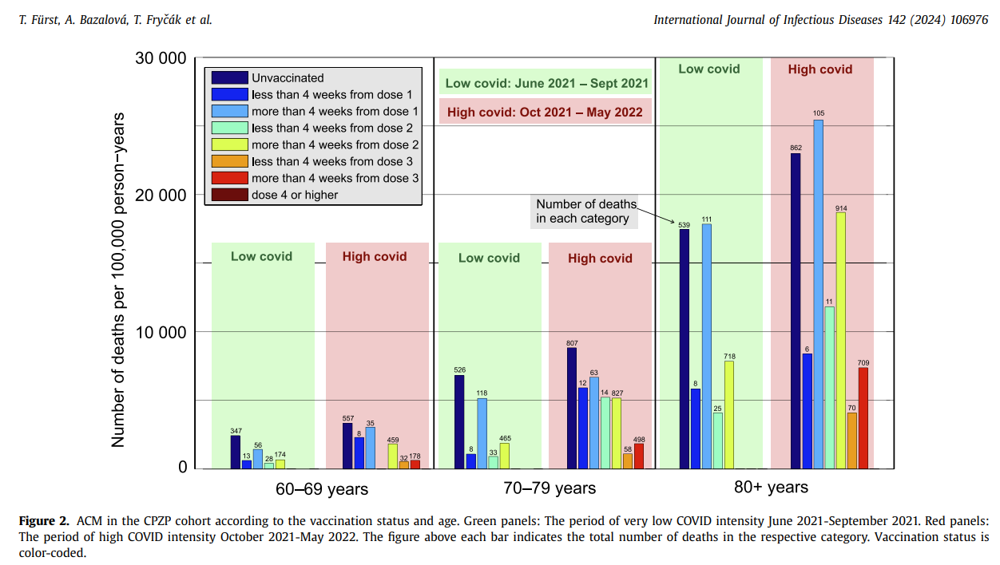 T. Fürst, A. Bazalová, T. Fryčák et al.
International Journal of Infectious Diseases 142 (2024) 106976
Number of deaths per 100,000 person−years
30 000
20 000
10 000
0
Unvaccinated
less than 4 weeks from dose 1
more than 4 weeks from dose 1
less than 4 weeks from dose 2
more than 4 weeks from dose 2
less than 4 weeks from dose 3
more than 4 weeks from dose 3
dose 4 or higher
Low covid: June 2021 – Sept 2021
High covid: Oct 2021 – May 2022
Number of deaths
in each category
Low covid
347
13
56
28
174
High covid
557
8
35
459
32
178
Low covid
526
8
118
33
465
High covid
807
12
63
14
827
58
498
Low covid
539
8
111
25
718
High covid
862
6
105
11
914
70
709
60–69 years
70–79 years
80+ years
Figure 2. ACM in the CPZP cohort according to the vaccination status and age. Green panels: The period of very low COVID intensity June 2021-September 2021. Red panels:
The period of high COVID intensity October 2021-May 2022. The figure above each bar indicates the total number of deaths in the respective category. Vaccination status is
color-coded.